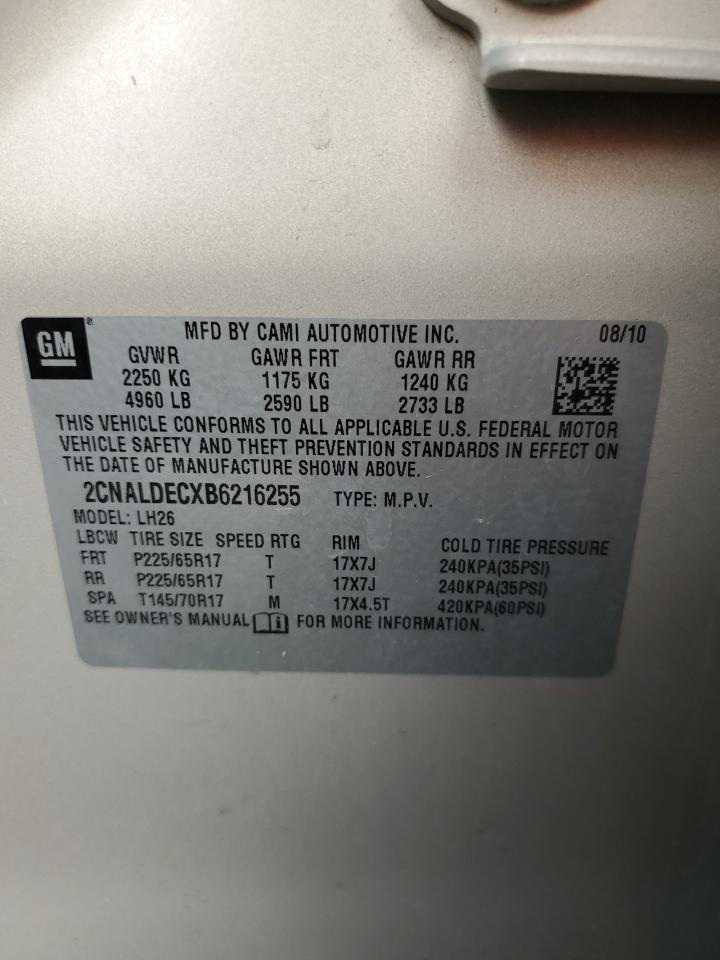 GM® MFD BY CAMI AUTOMOTIVE INC. 08/10
GVWR GAWR FRT GAWR RR
2250 KG 1175 KG 1240 KG
4960 LB 2590 LB 2733 LB
THIS VEHICLE CONFORMS TO ALL APPLICABLE U.S. FEDERAL MOTOR
VEHICLE SAFETY AND THEFT PREVENTION STANDARDS IN EFFECT ON
THE DATE OF MANUFACTURE SHOWN ABOVE.
2CNALDECXB6216255 TYPE: M.P.V.
MODEL: LH26
LBCW TIRE SIZE SPEED RTG RIM COLD TIRE PRESSURE
FRT P225/65R17 T 17X7J 240KPA(35PSI)
RR P225/65R17 T 17X7J 240KPA(35PSI)
SPA T145/70R17 M 17X4.5T 420KPA(60PSI)
SEE OWNER'S MANUAL FOR MORE INFORMATION.